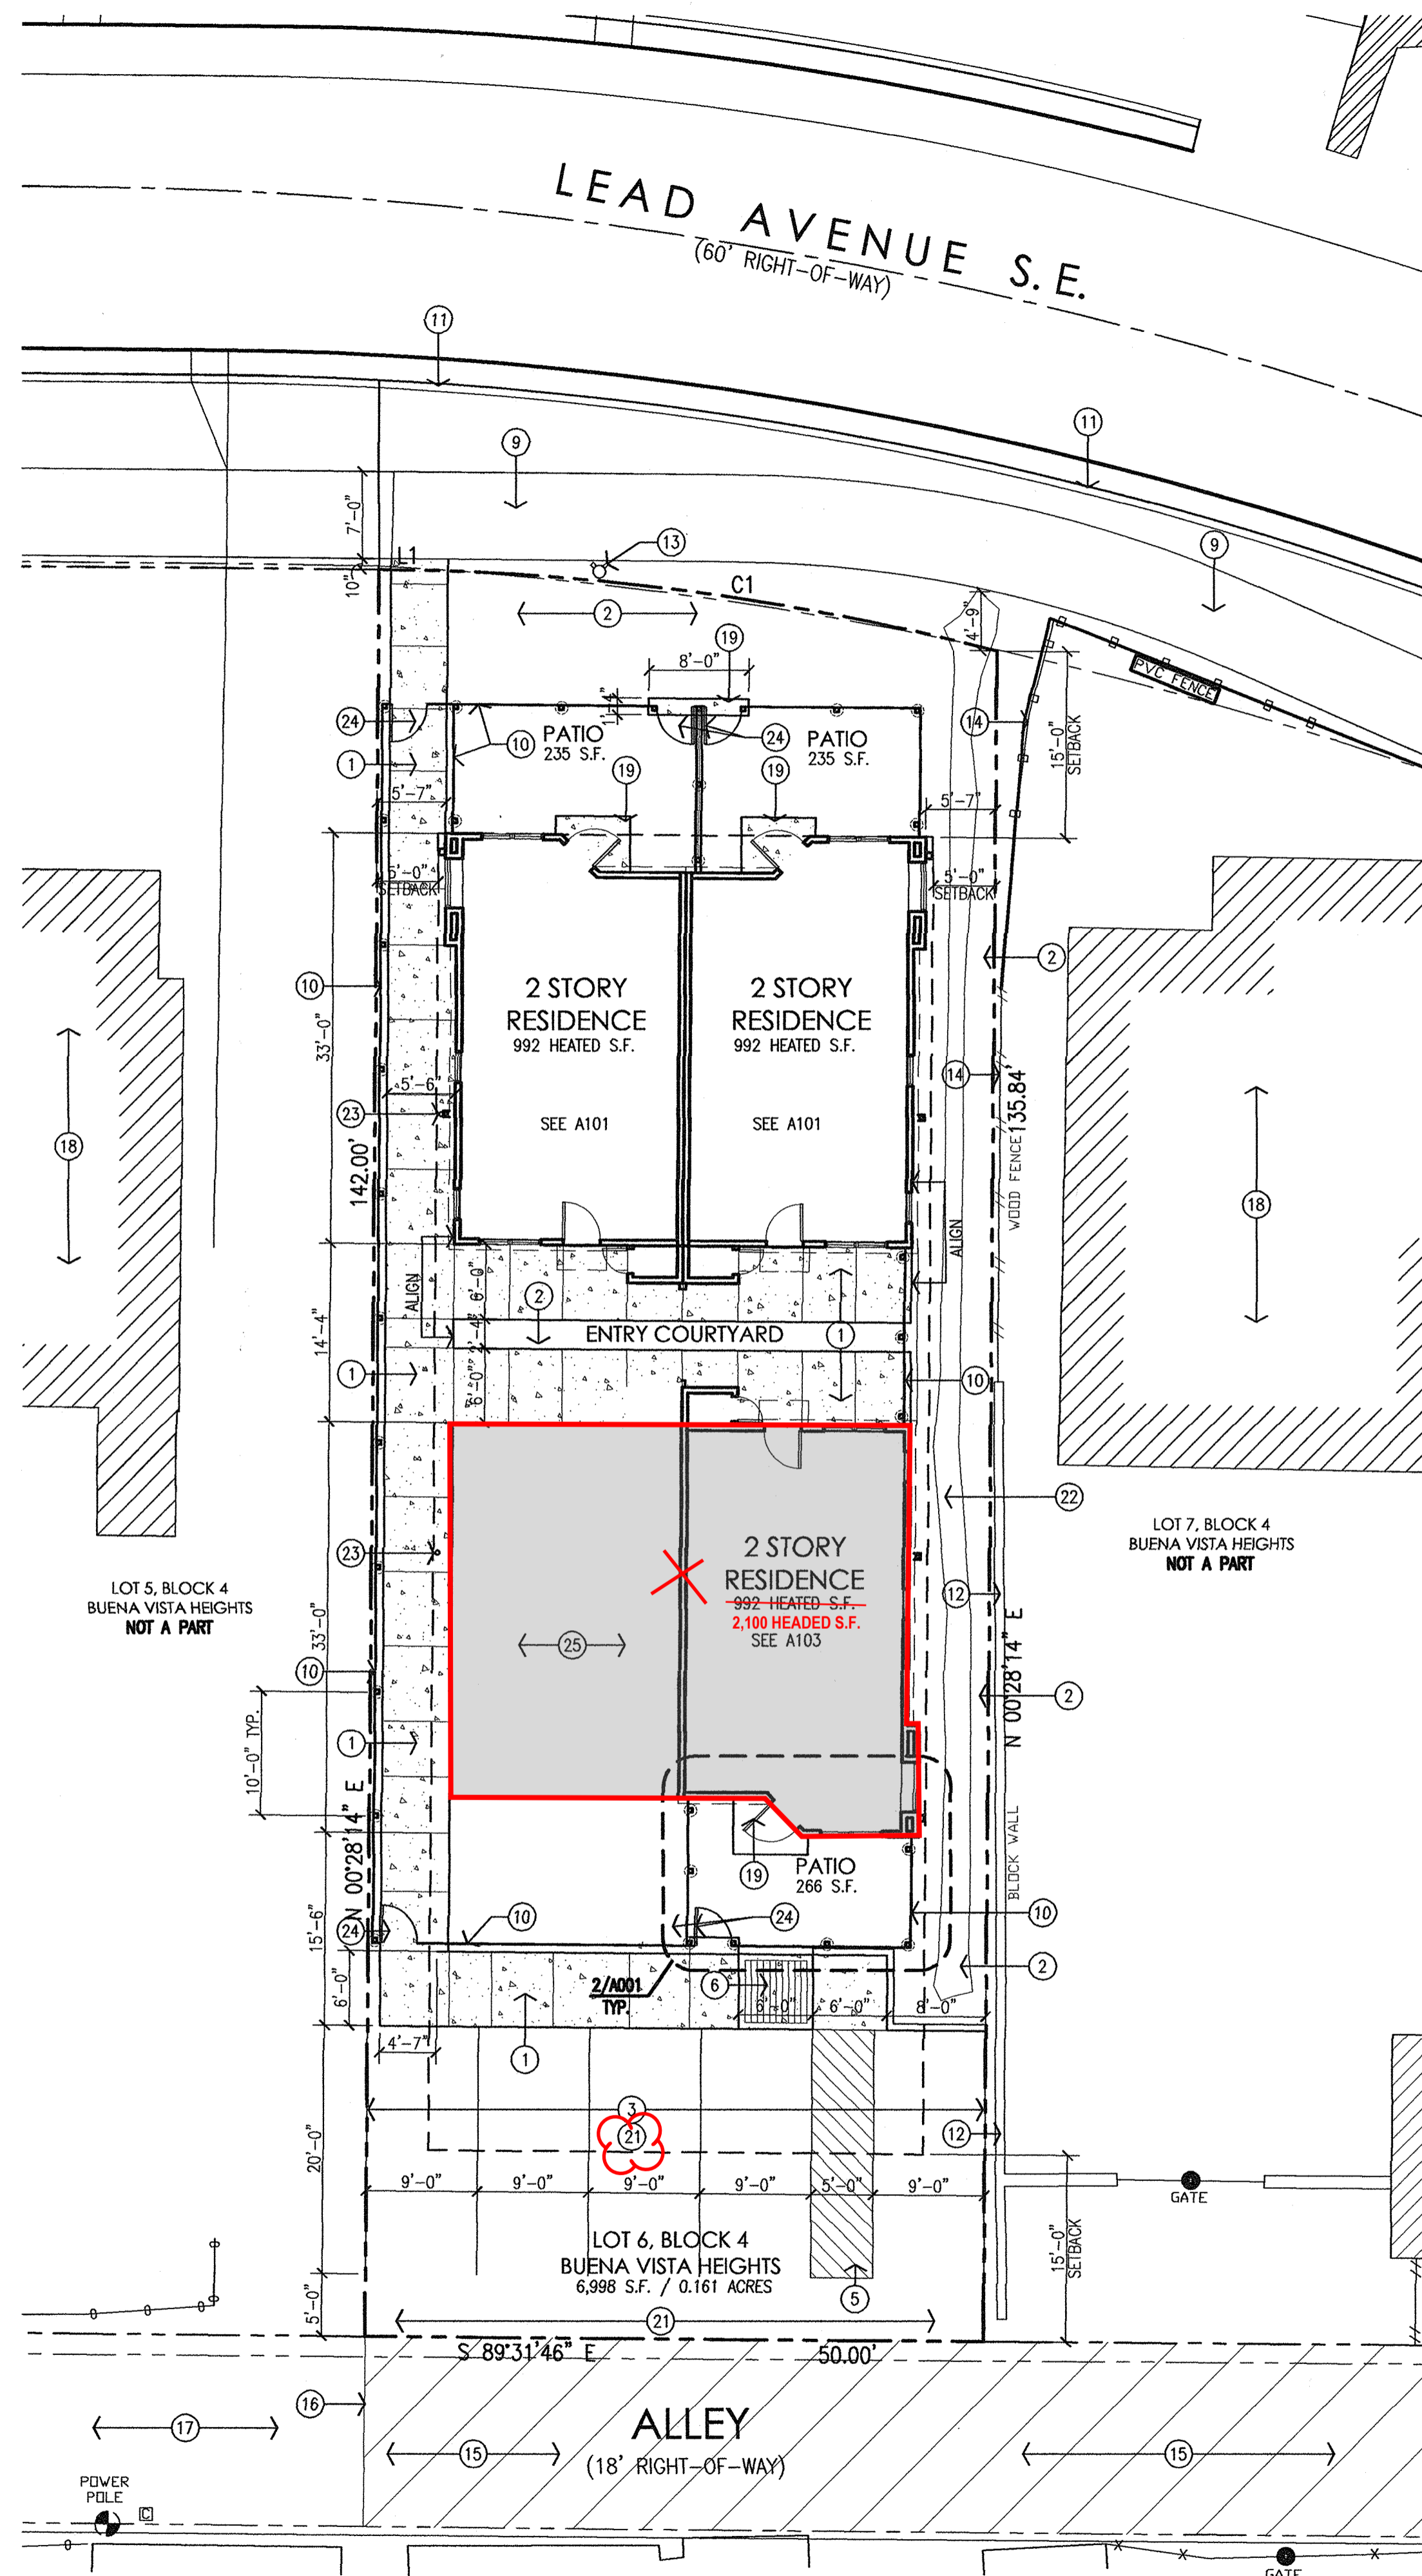 LEAD AVENUE S.E.
(60' RIGHT-OF-WAY)
11
11
9
9
7'-0"
10"
L1
13
C1
2
4'-9"
19
8'-0"
PVC FENCE
14
15'-0"
SETBACK
24
PATIO
235 S.F.
10
24
PATIO
235 S.F.
1
19
19
5'-7"
5'-7"
5'-0"
SETBACK
5'-0"
SETBACK
2
10
33'-0"
2 STORY
RESIDENCE
992 HEATED S.F.
SEE A101
2 STORY
RESIDENCE
992 HEATED S.F.
SEE A101
5'-6"
23
14
135.84'
WOOD FENCE
142.00'
18
18
ALIGN
ALIGN
6'-0"
2
14'-4"
2'-4"
ENTRY COURTYARD
1
1
6'-0"
10
22
LOT 7, BLOCK 4
BUENA VISTA HEIGHTS
NOT A PART
23
2 STORY
RESIDENCE
992 HEATED S.F.
2,100 HEADED S.F.
SEE A103
12
LOT 5, BLOCK 4
BUENA VISTA HEIGHTS
NOT A PART
33'-0"
25
10
N 00°28'14" E
2
10'-0" TYP.
1
N 00°28'14" E
BLOCK WALL
19
PATIO
266 S.F.
24
10
24
10
15'-6"
2
6'-0"
2/A001
TYP.
6
6'-0"
6'-0"
8'-0"
1
4'-7"
3
21
12
20'-0"
9'-0"
9'-0"
9'-0"
9'-0"
5'-0"
9'-0"
GATE
LOT 6, BLOCK 4
BUENA VISTA HEIGHTS
6,998 S.F. / 0.161 ACRES
15'-0"
SETBACK
5
5'-0"
21
S 89°31'46" E
50.00'
16
17
ALLEY
15
(18' RIGHT-OF-WAY)
15
POWER
POLE
C
GATE